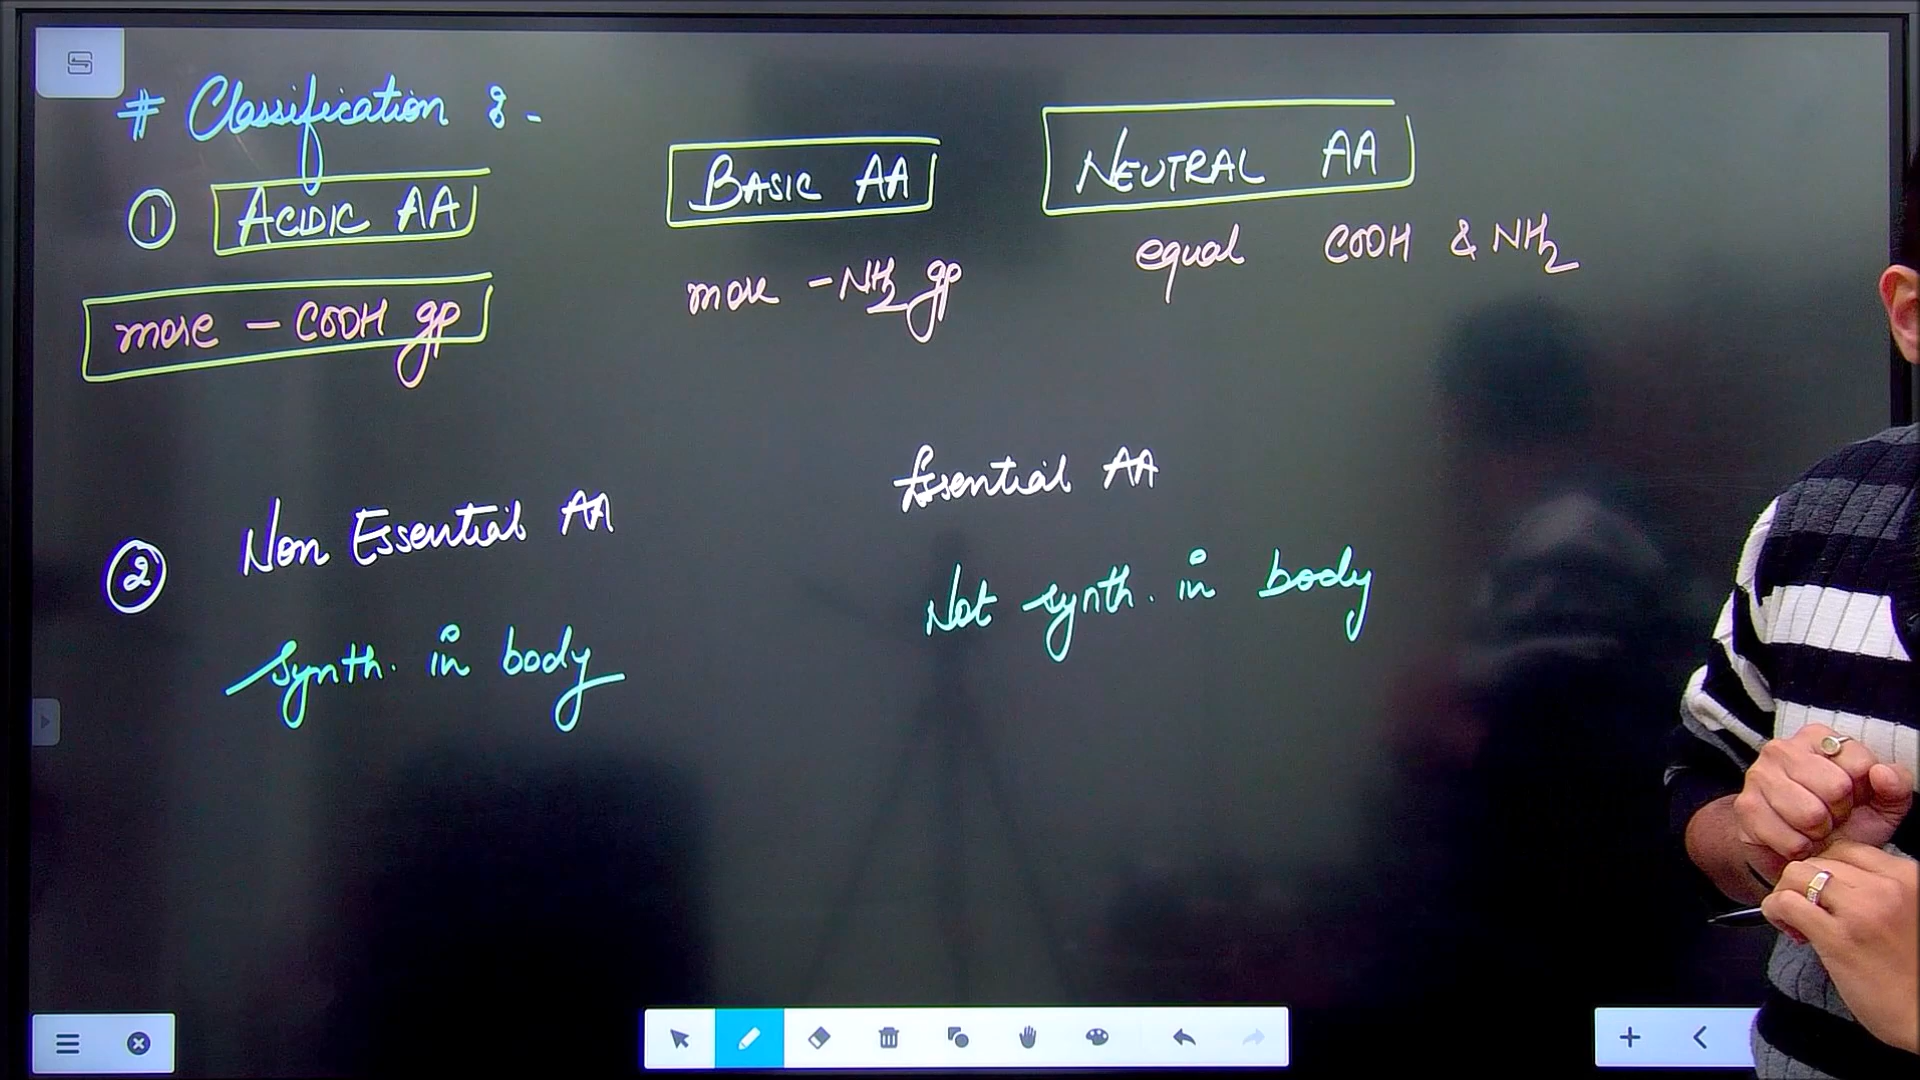 # Classification :-
① ACIDIC AA BASIC AA NEUTRAL AA
more - COOH gp more - NH2 gp equal COOH & NH2
② Non Essential AA Essential AA
synth. in body Not synth. in body